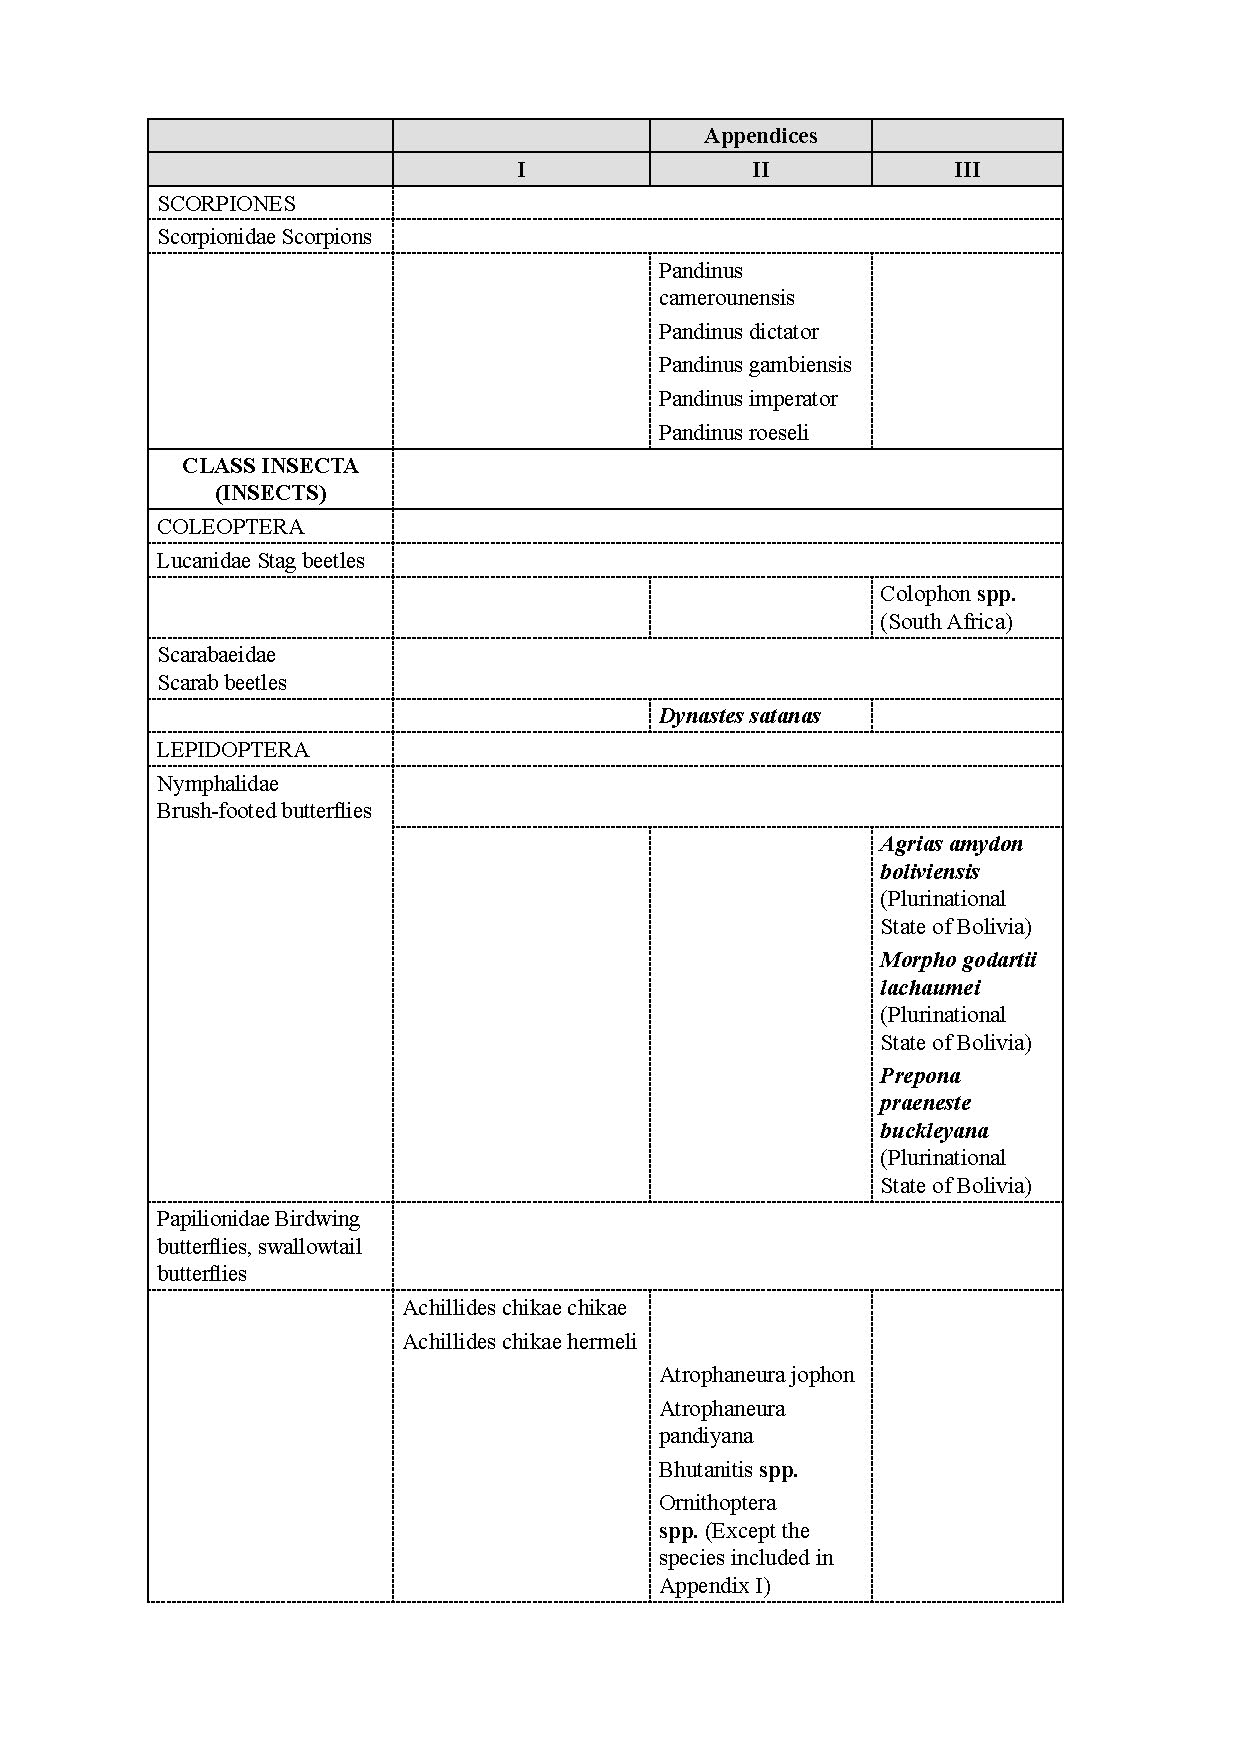 Appendices
I II III
SCORPIONES
Scorpionidae Scorpions
Pandinus
camerounensis
Pandinus dictator
Pandinus gambiensis
Pandinus imperator
Pandinus roeseli
CLASS INSECTA
(INSECTS)
COLEOPTERA
Lucanidae Stag beetles
Colophon spp.
(South Africa)
Scarabaeidae
Scarab beetles
Dynastes satanas
LEPIDOPTERA
Nymphalidae
Brush-footed butterflies
Agrias amydon
boliviensis
(Plurinational
State of Bolivia)
Morpho godartii
lachaumei
(Plurinational
State of Bolivia)
Prepona
praeneste
buckleyana
(Plurinational
State of Bolivia)
Papilionidae Birdwing
butterflies, swallowtail
butterflies
Achillides chikae chikae
Achillides chikae hermeli
Atrophaneura jophon
Atrophaneura
pandiyana
Bhutanitis spp.
Ornithoptera
spp. (Except the
species included in
Appendix I)